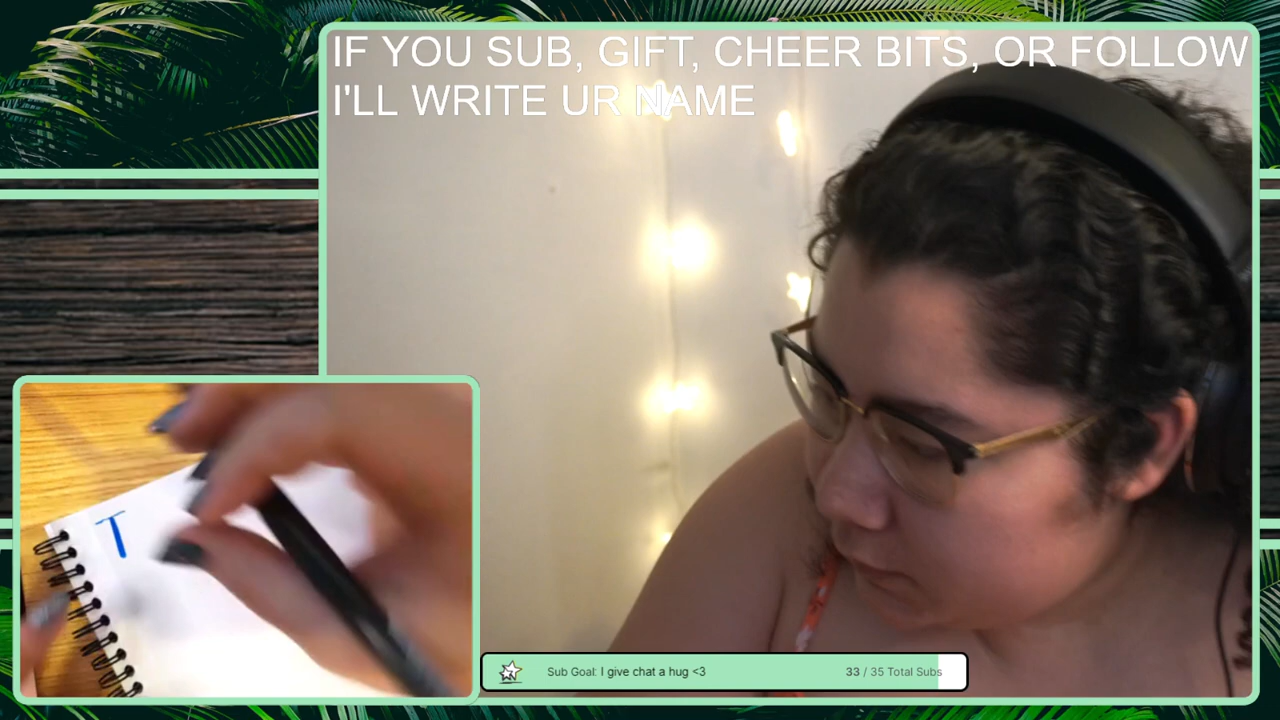 IF YOU SUB, GIFT, CHEER BITS, OR FOLLOW
I'LL WRITE UR NAME
T
Sub Goal: I give chat a hug <3
33 / 35 Total Subs